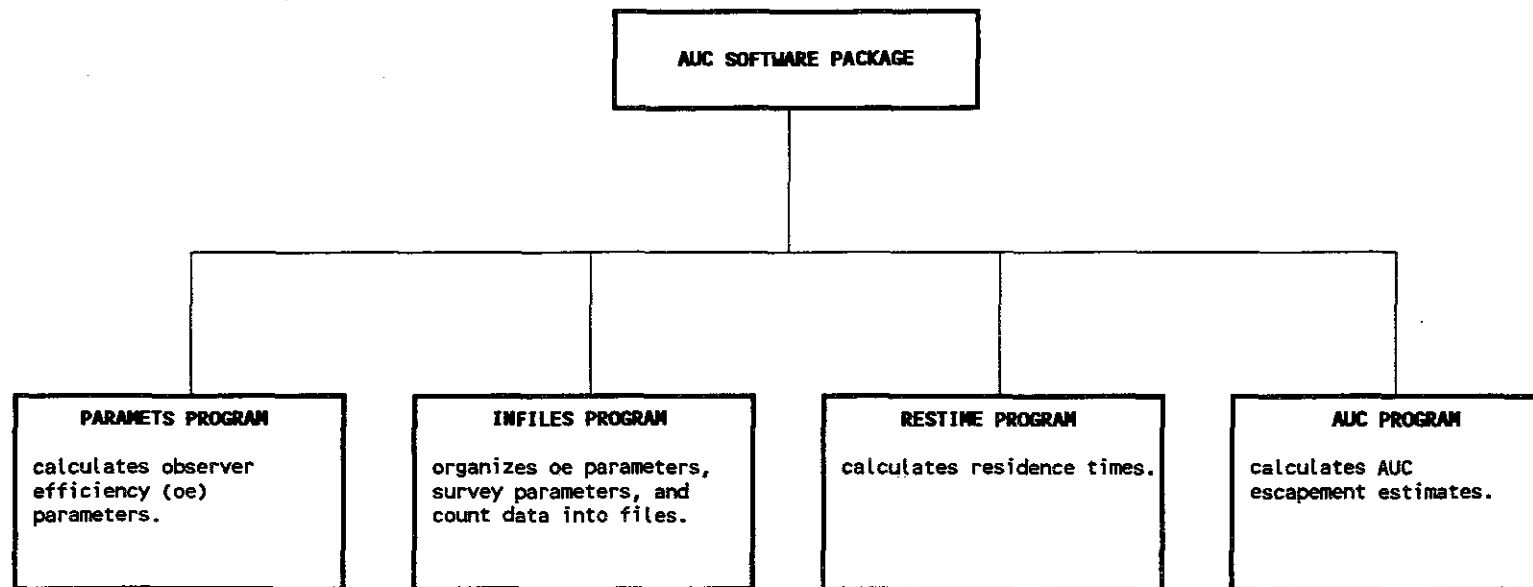 AUC SOFTWARE PACKAGE
PARAMETS PROGRAM
calculates observer
efficiency (oe)
parameters.
INFILES PROGRAM
organizes oe parameters,
survey parameters, and
count data into files.
RESTIME PROGRAM
calculates residence times.
AUC PROGRAM
calculates AUC
escapement estimates.